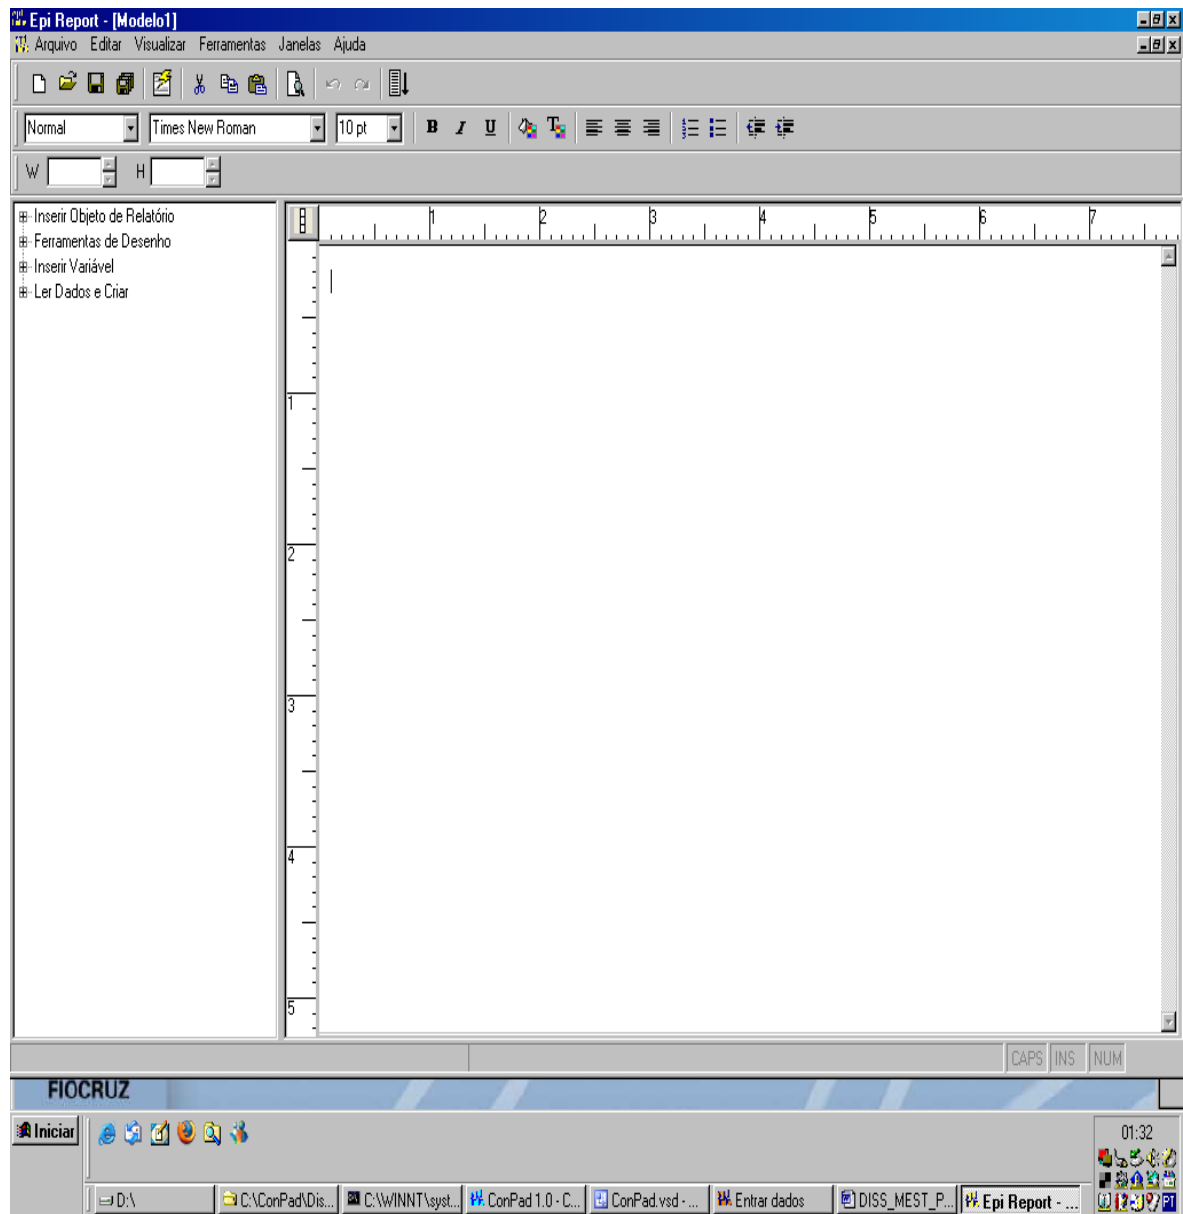 Epi Report - [Modelo1]
Arquivo Editar Visualizar Ferramentas Janelas Ajuda
Normal Times New Roman 10 pt B I U
W H
Inserir Objeto de Relatório
Ferramentas de Desenho
Inserir Variável
Ler Dados e Criar
1 2 3 4 5 6 7
1
2
3
4
5
CAPS INS NUM
FIOCRUZ
Iniciar
01:32
D:\ C:\ConPad\Dis... C:\WINNT\syst... ConPad 1.0 - C... ConPad.vsd - ... Entrar dados DISS_MEST_P... Epi Report - ... PT